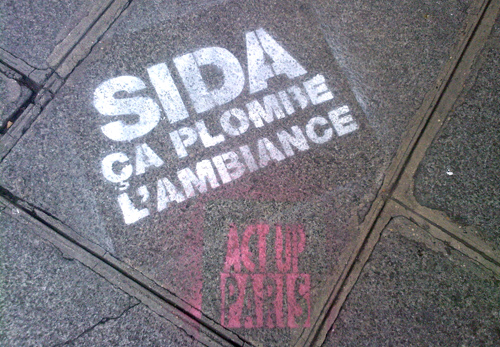 SIDA
ÇA PLOMBE
L'AMBIANCE
ACT UP
PARIS